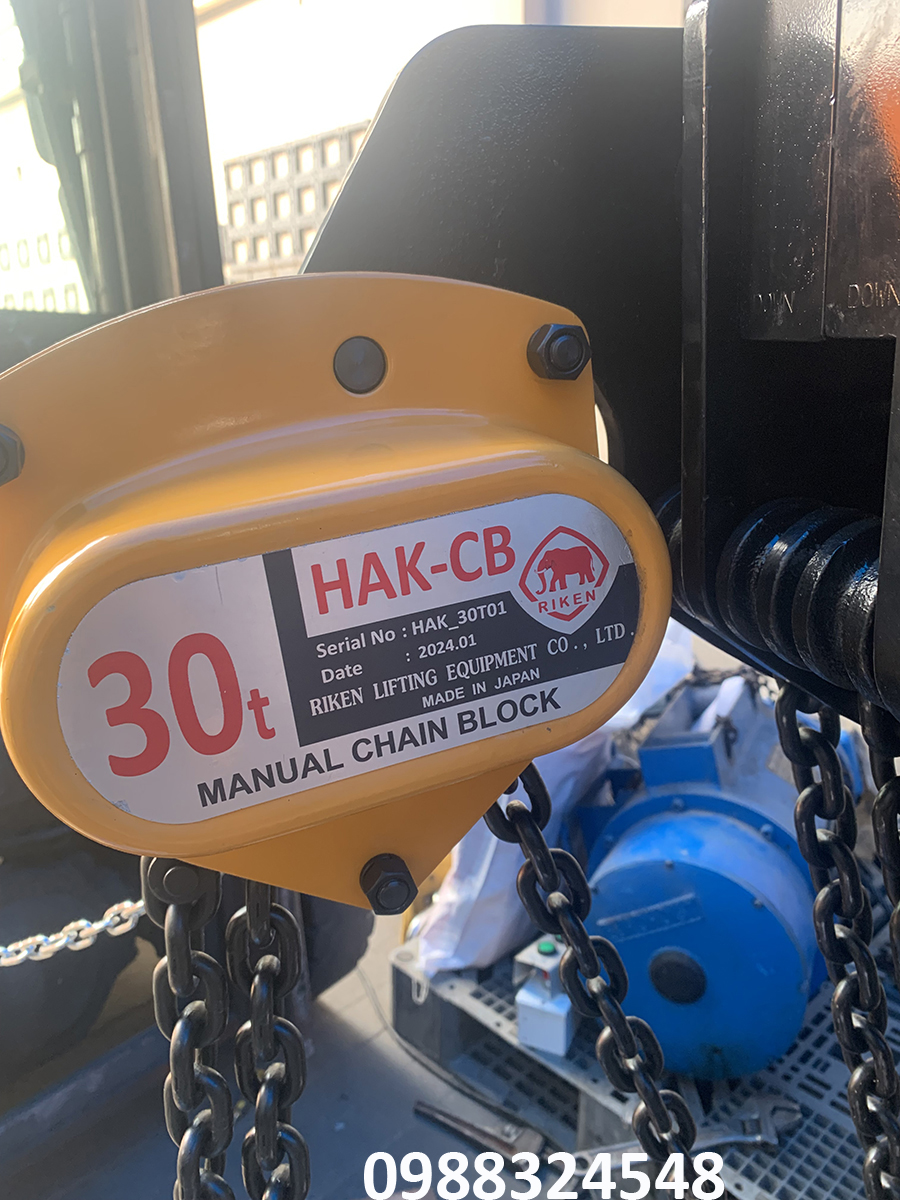 DOWN
30t
HAK-CB
RIKEN
Serial No : HAK_30T01
Date : 2024.01
RIKEN LIFTING EQUIPMENT CO., LTD.
MADE IN JAPAN
MANUAL CHAIN BLOCK
0988324548